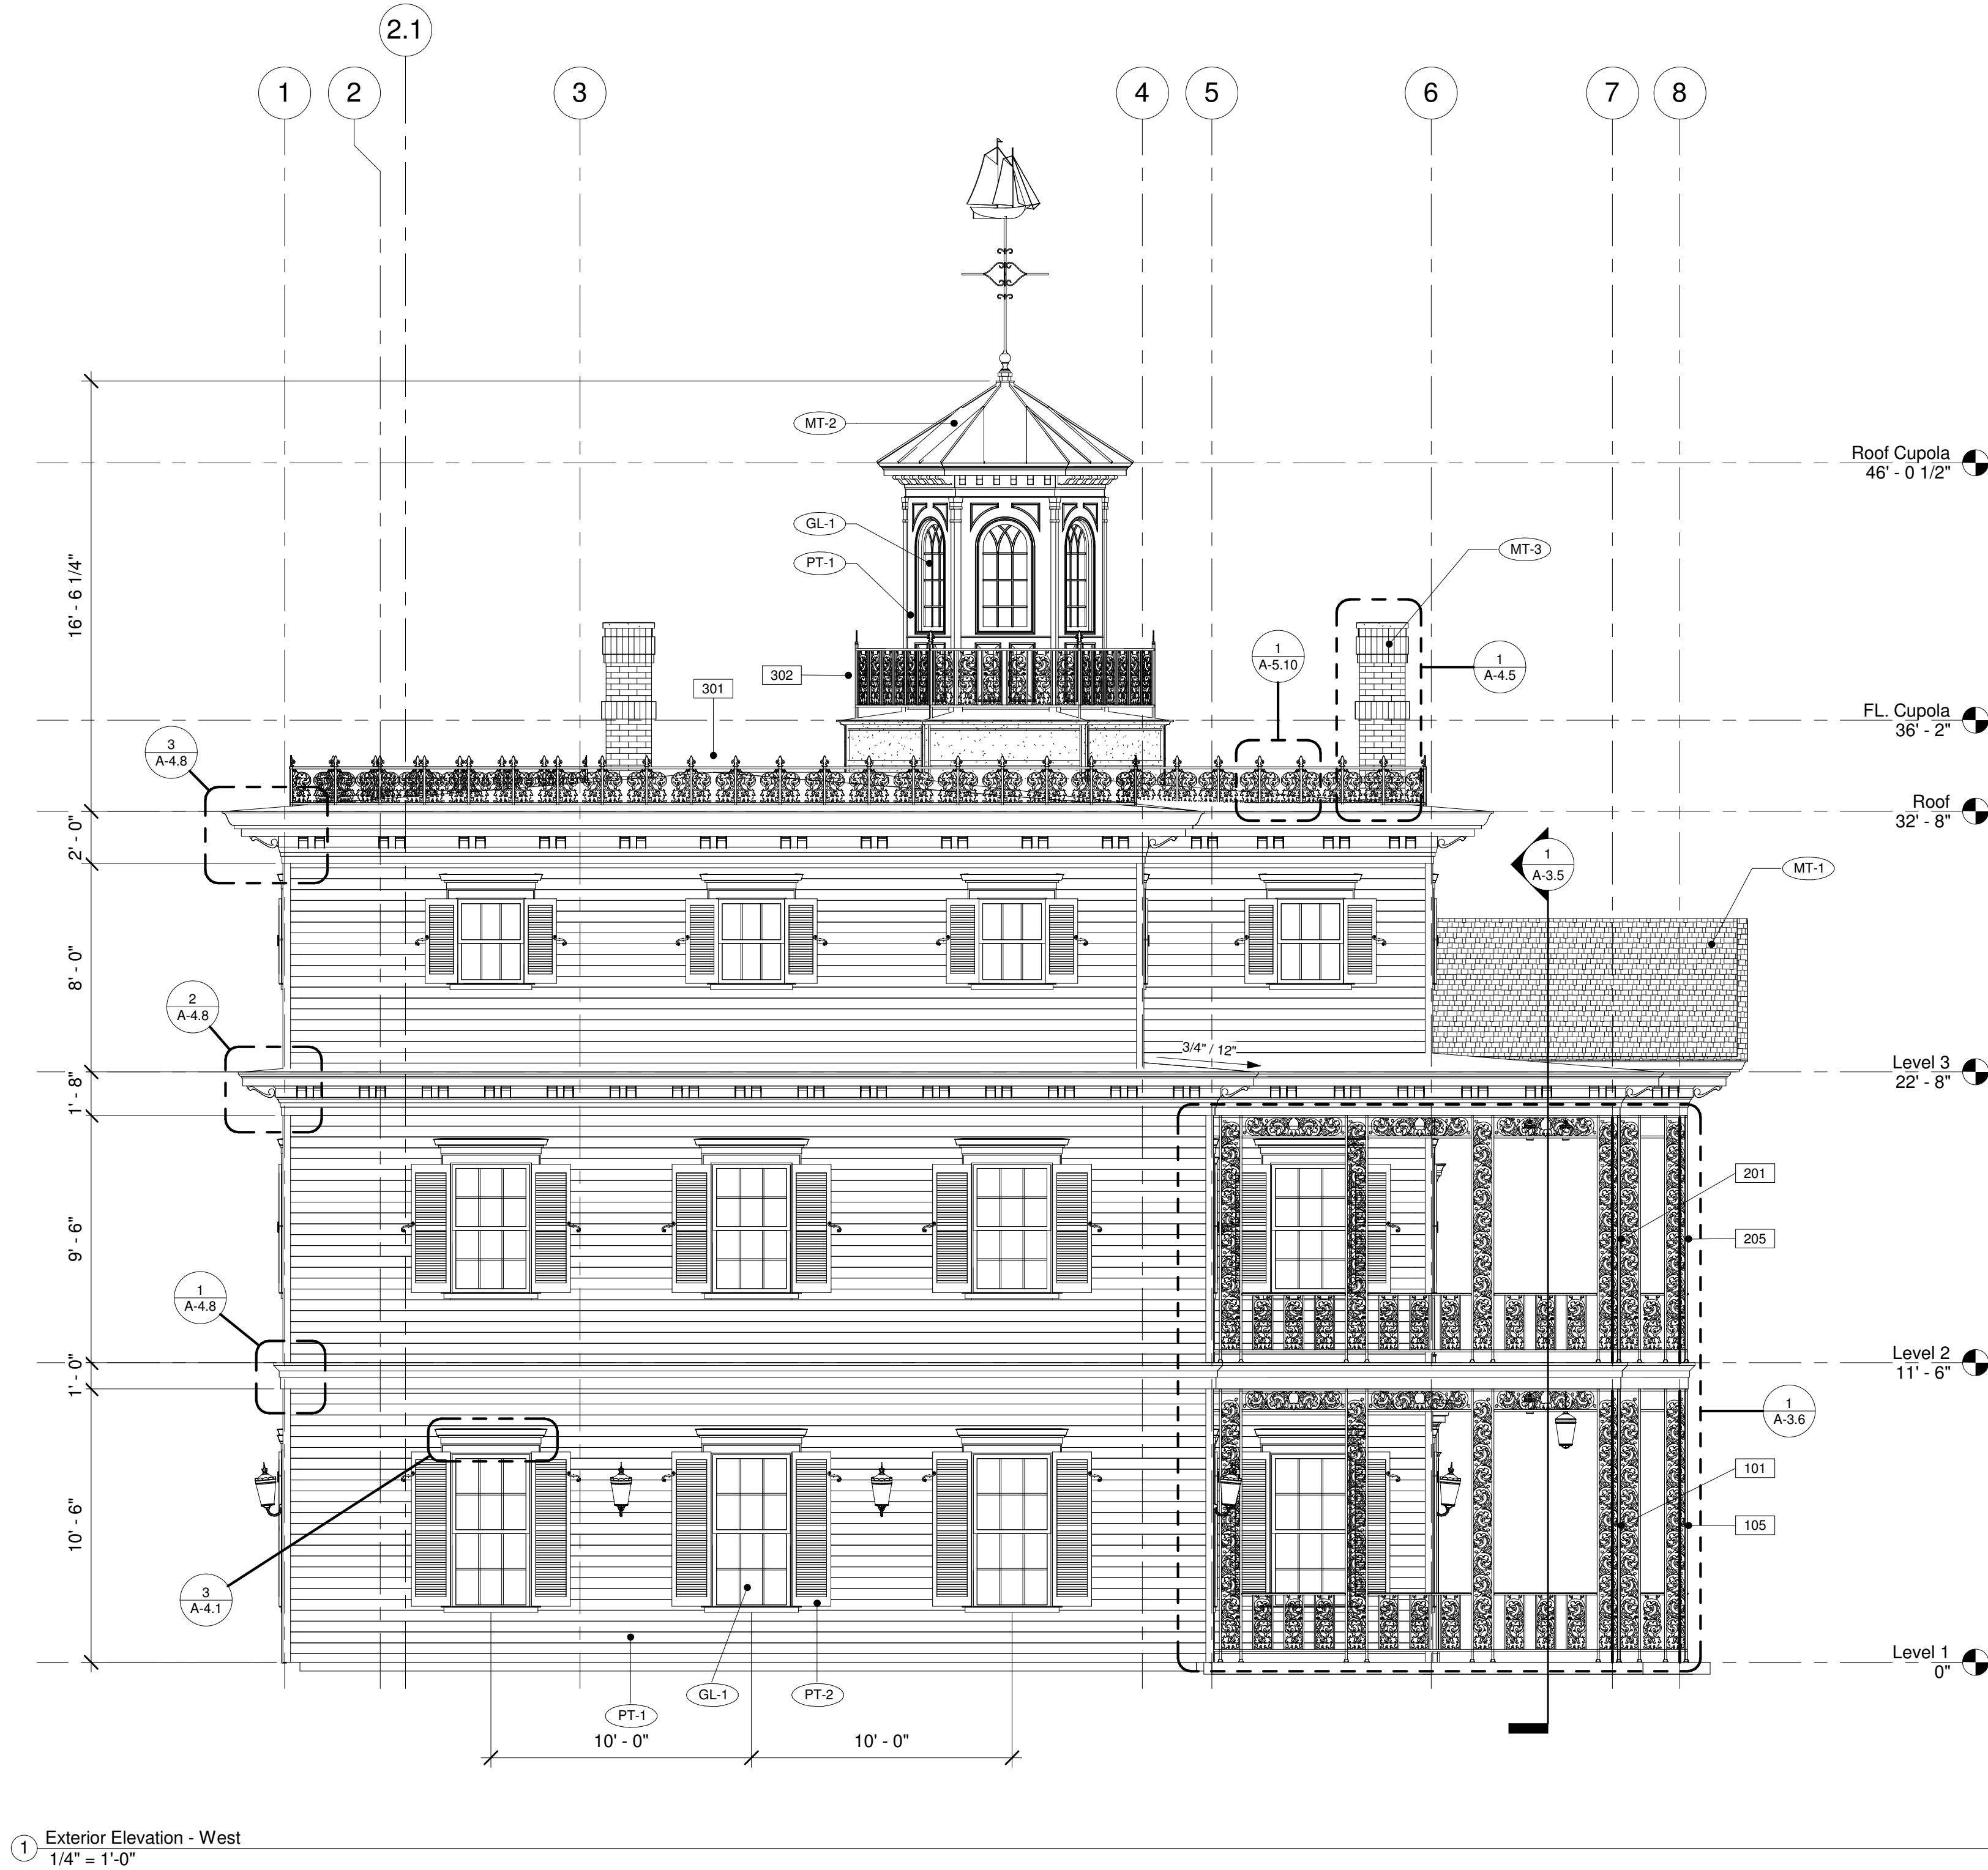 2.1
1
2
3
4
5
6
7
8
MT-2
Roof Cupola
46' - 0 1/2"
GL-1
MT-3
PT-1
16' - 6 1/4"
1
A-5.10
1
A-4.5
302
301
FL. Cupola
36' - 2"
3
A-4.8
Roof
32' - 8"
2' - 0"
1
A-3.5
MT-1
8' - 0"
2
A-4.8
3/4" / 12"
Level 3
22' - 8"
1' - 8"
201
205
9' - 6"
1
A-4.8
Level 2
11' - 6"
1' - 0"
1
A-3.6
101
105
10' - 6"
3
A-4.1
Level 1
0"
GL-1
PT-2
PT-1
10' - 0"
10' - 0"
1
Exterior Elevation - West
1/4" = 1'-0"